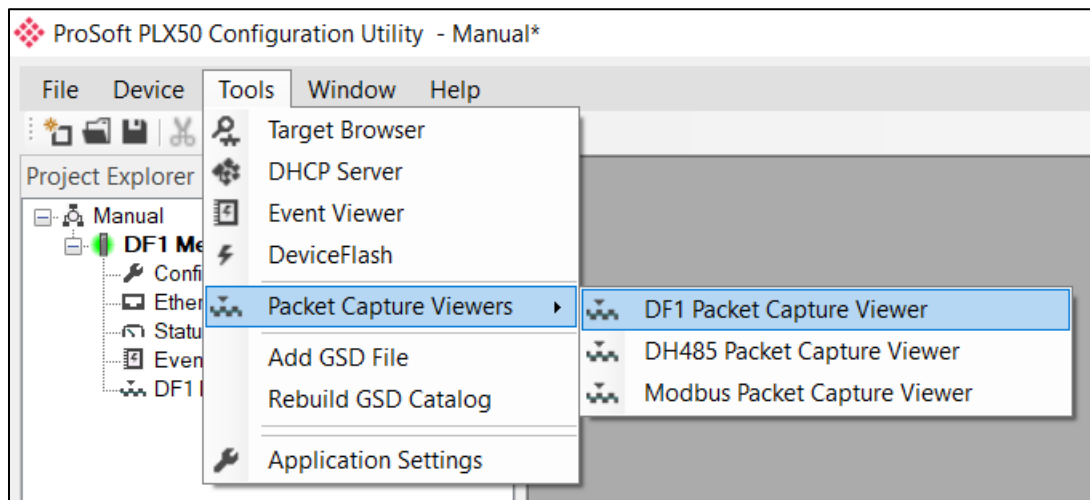 ProSoft PLX50 Configuration Utility - Manual*
File Device Tools Window Help
Project Explorer
Manual
DF1 Me
Confi
Ether
Statu
Even
DF1
Target Browser
DHCP Server
Event Viewer
DeviceFlash
Packet Capture Viewers
Add GSD File
Rebuild GSD Catalog
Application Settings
DF1 Packet Capture Viewer
DH485 Packet Capture Viewer
Modbus Packet Capture Viewer